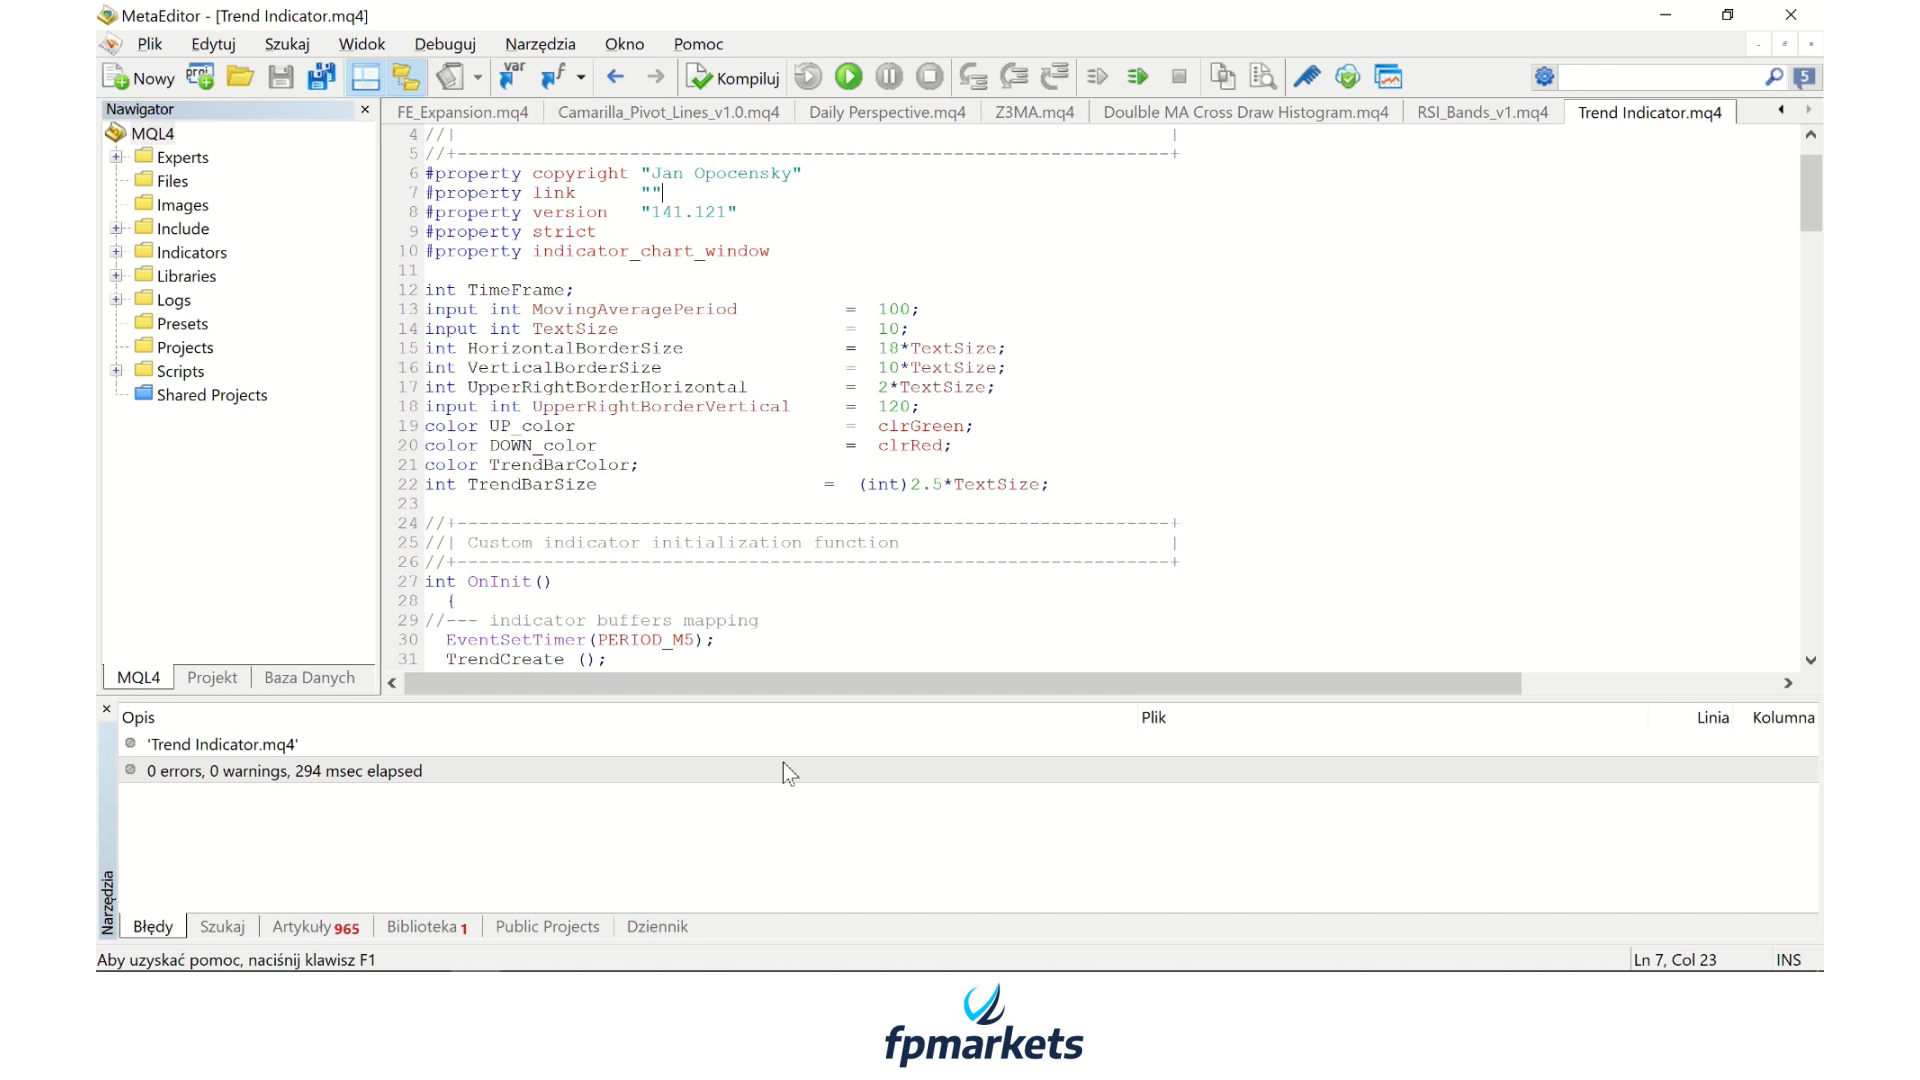 MetaEditor - [Trend Indicator.mq4]
Plik Edytuj Szukaj Widok Debuguj Narzędzia Okno Pomoc
Nowy Kompiluj 5
Nawigator
MQL4
Experts
Files
Images
Include
Indicators
Libraries
Logs
Presets
Projects
Scripts
Shared Projects
MQL4 Projekt Baza Danych
FE_Expansion.mq4 Camarilla_Pivot_Lines_v1.0.mq4 Daily Perspective.mq4 Z3MA.mq4 Doulble MA Cross Draw Histogram.mq4 RSI_Bands_v1.mq4 Trend Indicator.mq4
4 //| |
5 //+------------------------------------------------------------------+
6 #property copyright "Jan Opocensky"
7 #property link ""
8 #property version "141.121"
9 #property strict
10 #property indicator_chart_window
11
12 int TimeFrame;
13 input int MovingAveragePeriod = 100;
14 input int TextSize = 10;
15 int HorizontalBorderSize = 18*TextSize;
16 int VerticalBorderSize = 10*TextSize;
17 int UpperRightBorderHorizontal = 2*TextSize;
18 input int UpperRightBorderVertical = 120;
19 color UP_color = clrGreen;
20 color DOWN_color = clrRed;
21 color TrendBarColor;
22 int TrendBarSize = (int)2.5*TextSize;
23
24 //+------------------------------------------------------------------+
25 //| Custom indicator initialization function |
26 //+------------------------------------------------------------------+
27 int OnInit()
28 {
29 //--- indicator buffers mapping
30 EventSetTimer(PERIOD_M5);
31 TrendCreate ();
Opis Plik Linia Kolumna
'Trend Indicator.mq4'
0 errors, 0 warnings, 294 msec elapsed
Narzędzia
Błędy Szukaj Artykuły 965 Biblioteka 1 Public Projects Dziennik
Aby uzyskać pomoc, naciśnij klawisz F1 Ln 7, Col 23 INS
fpmarkets